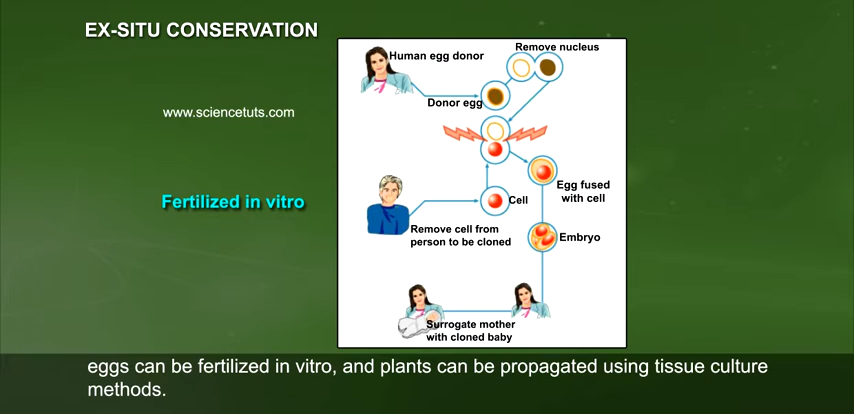 EX-SITU CONSERVATION
www.sciencetuts.com
Fertilized in vitro
Human egg donor
Remove nucleus
Donor egg
Egg fused
with cell
Cell
Remove cell from
person to be cloned
Embryo
Surrogate mother
with cloned baby
eggs can be fertilized in vitro, and plants can be propagated using tissue culture
methods.